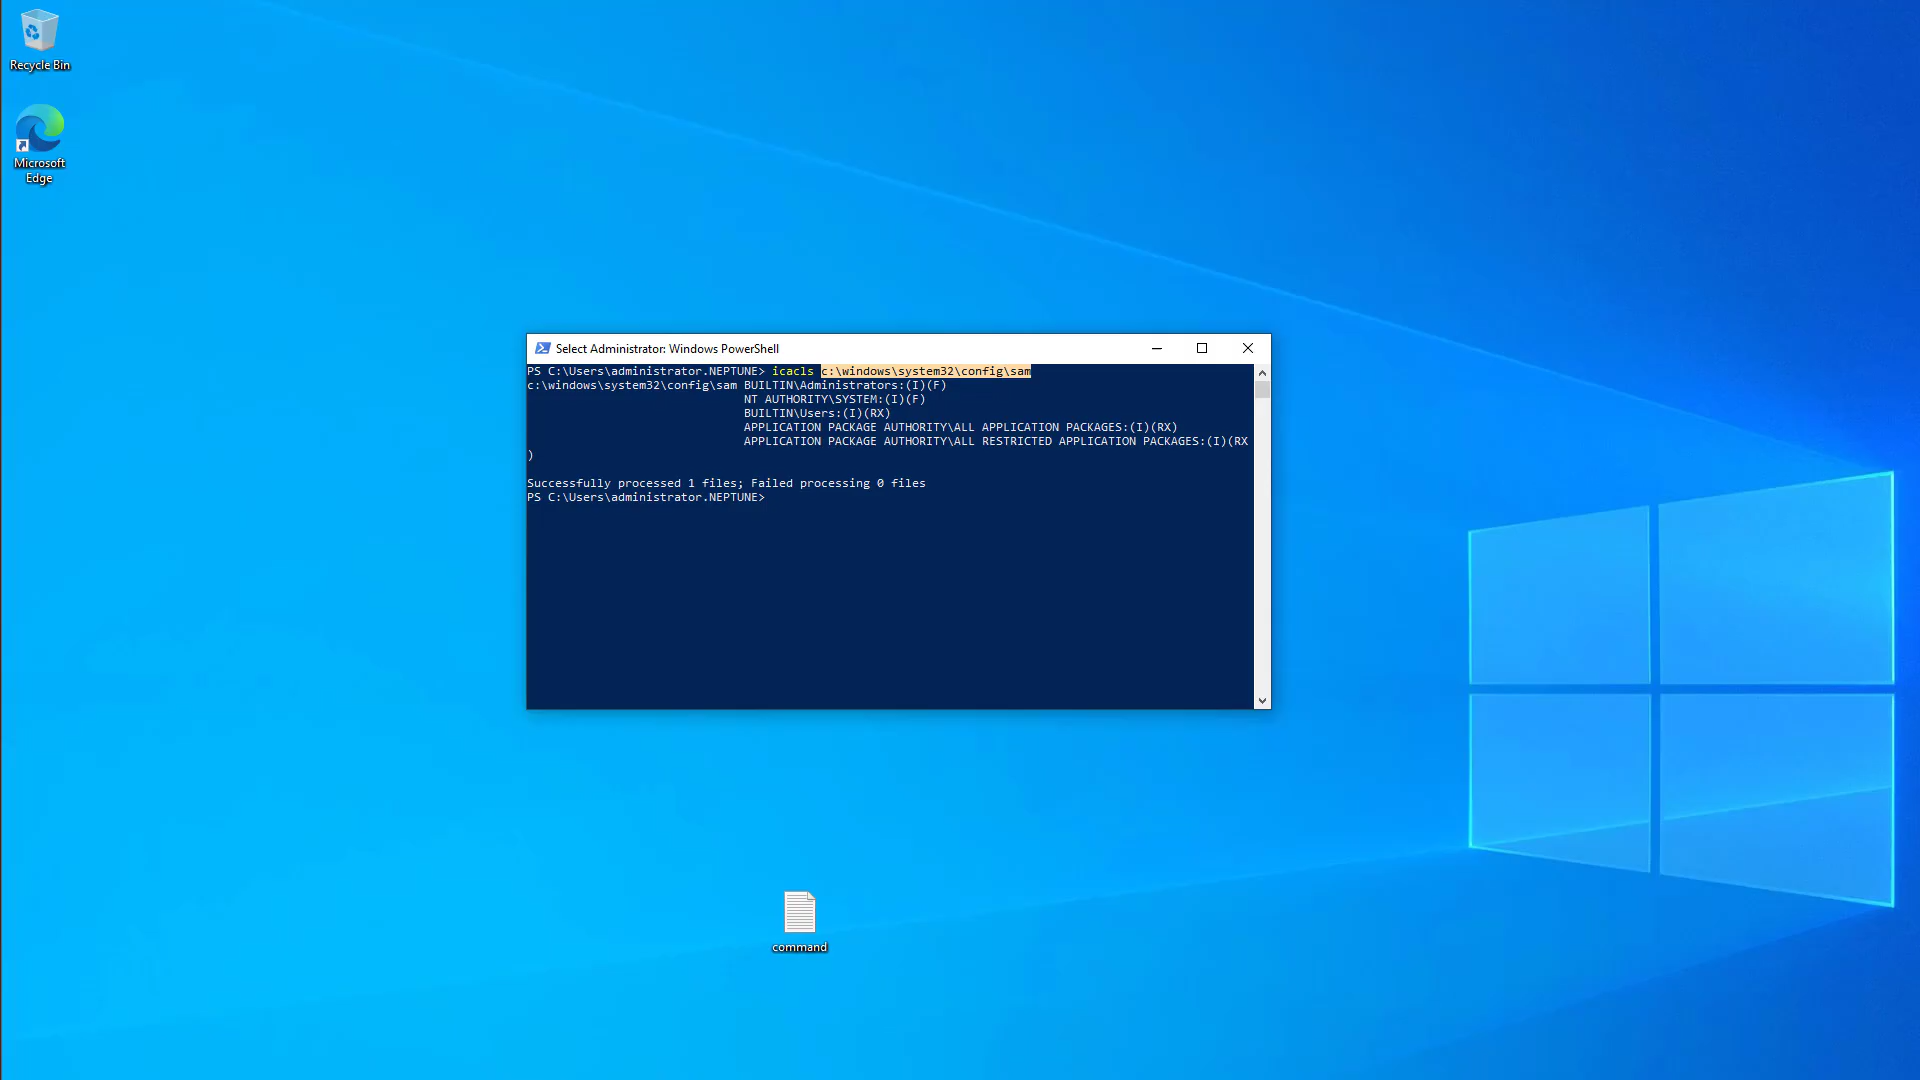 Recycle Bin
Microsoft
Edge
Select Administrator: Windows PowerShell
PS C:\Users\administrator.NEPTUNE> icacls c:\windows\system32\config\sam
c:\windows\system32\config\sam BUILTIN\Administrators:(I)(F)
NT AUTHORITY\SYSTEM:(I)(F)
BUILTIN\Users:(I)(RX)
APPLICATION PACKAGE AUTHORITY\ALL APPLICATION PACKAGES:(I)(RX)
APPLICATION PACKAGE AUTHORITY\ALL RESTRICTED APPLICATION PACKAGES:(I)(RX
)
Successfully processed 1 files; Failed processing 0 files
PS C:\Users\administrator.NEPTUNE>
command